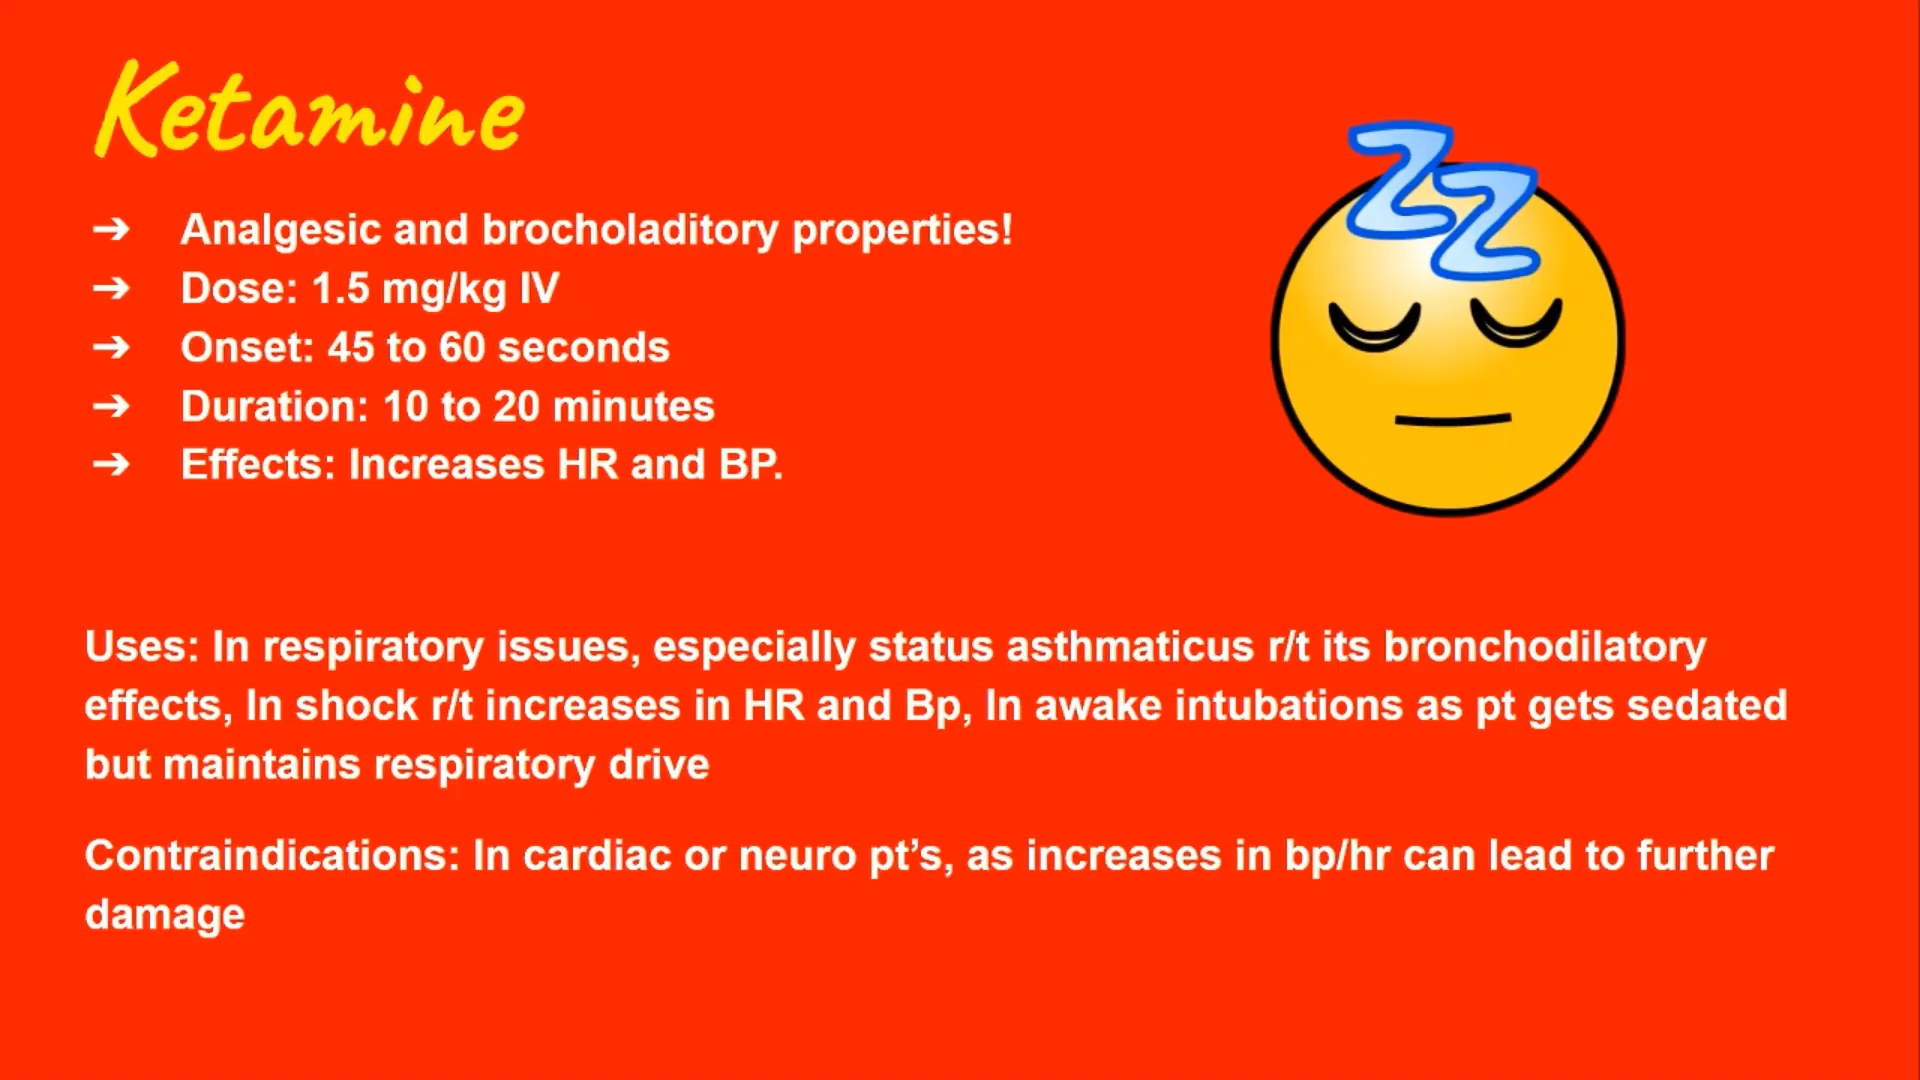 Ketamine
➔ Analgesic and brocholaditory properties!
➔ Dose: 1.5 mg/kg IV
➔ Onset: 45 to 60 seconds
➔ Duration: 10 to 20 minutes
➔ Effects: Increases HR and BP.
ZZ
Uses: In respiratory issues, especially status asthmaticus r/t its bronchodilatory
effects, In shock r/t increases in HR and Bp, In awake intubations as pt gets sedated
but maintains respiratory drive
Contraindications: In cardiac or neuro pt’s, as increases in bp/hr can lead to further
damage